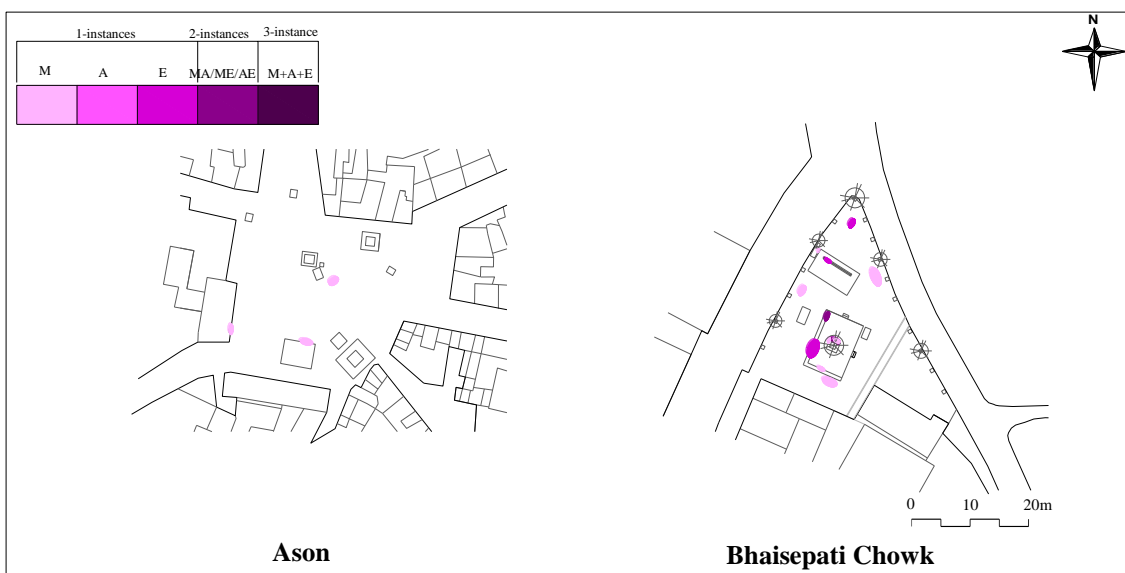 1-instances 2-instances 3-instance
M A E MA/ME/AE M+A+E
N
0 10 20m
Ason Bhaisepati Chowk